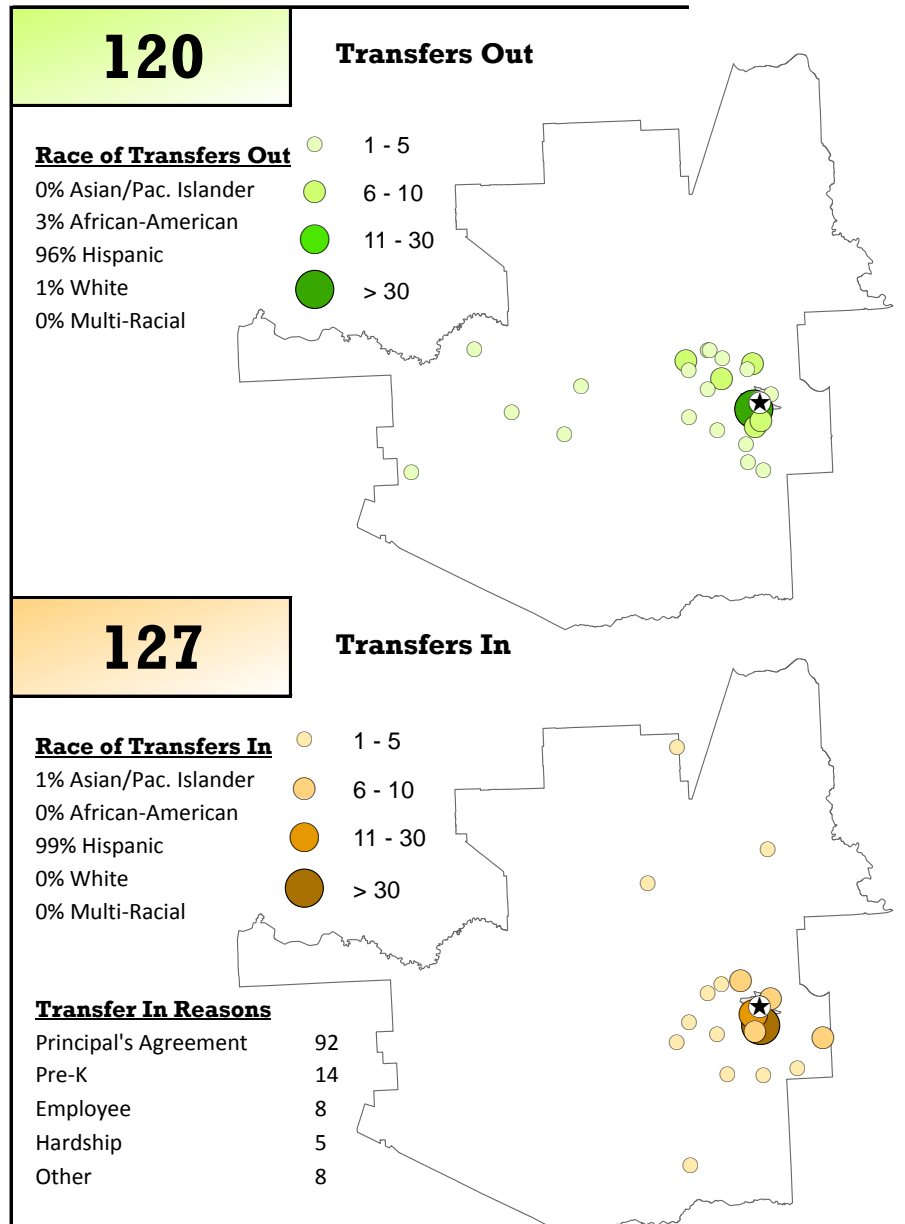 120
Transfers Out
Race of Transfers Out
0% Asian/Pac. Islander
3% African-American
96% Hispanic
1% White
0% Multi-Racial
1 - 5
6 - 10
11 - 30
> 30
127
Transfers In
Race of Transfers In
1% Asian/Pac. Islander
0% African-American
99% Hispanic
0% White
0% Multi-Racial
1 - 5
6 - 10
11 - 30
> 30
Transfer In Reasons
Principal's Agreement 92
Pre-K 14
Employee 8
Hardship 5
Other 8